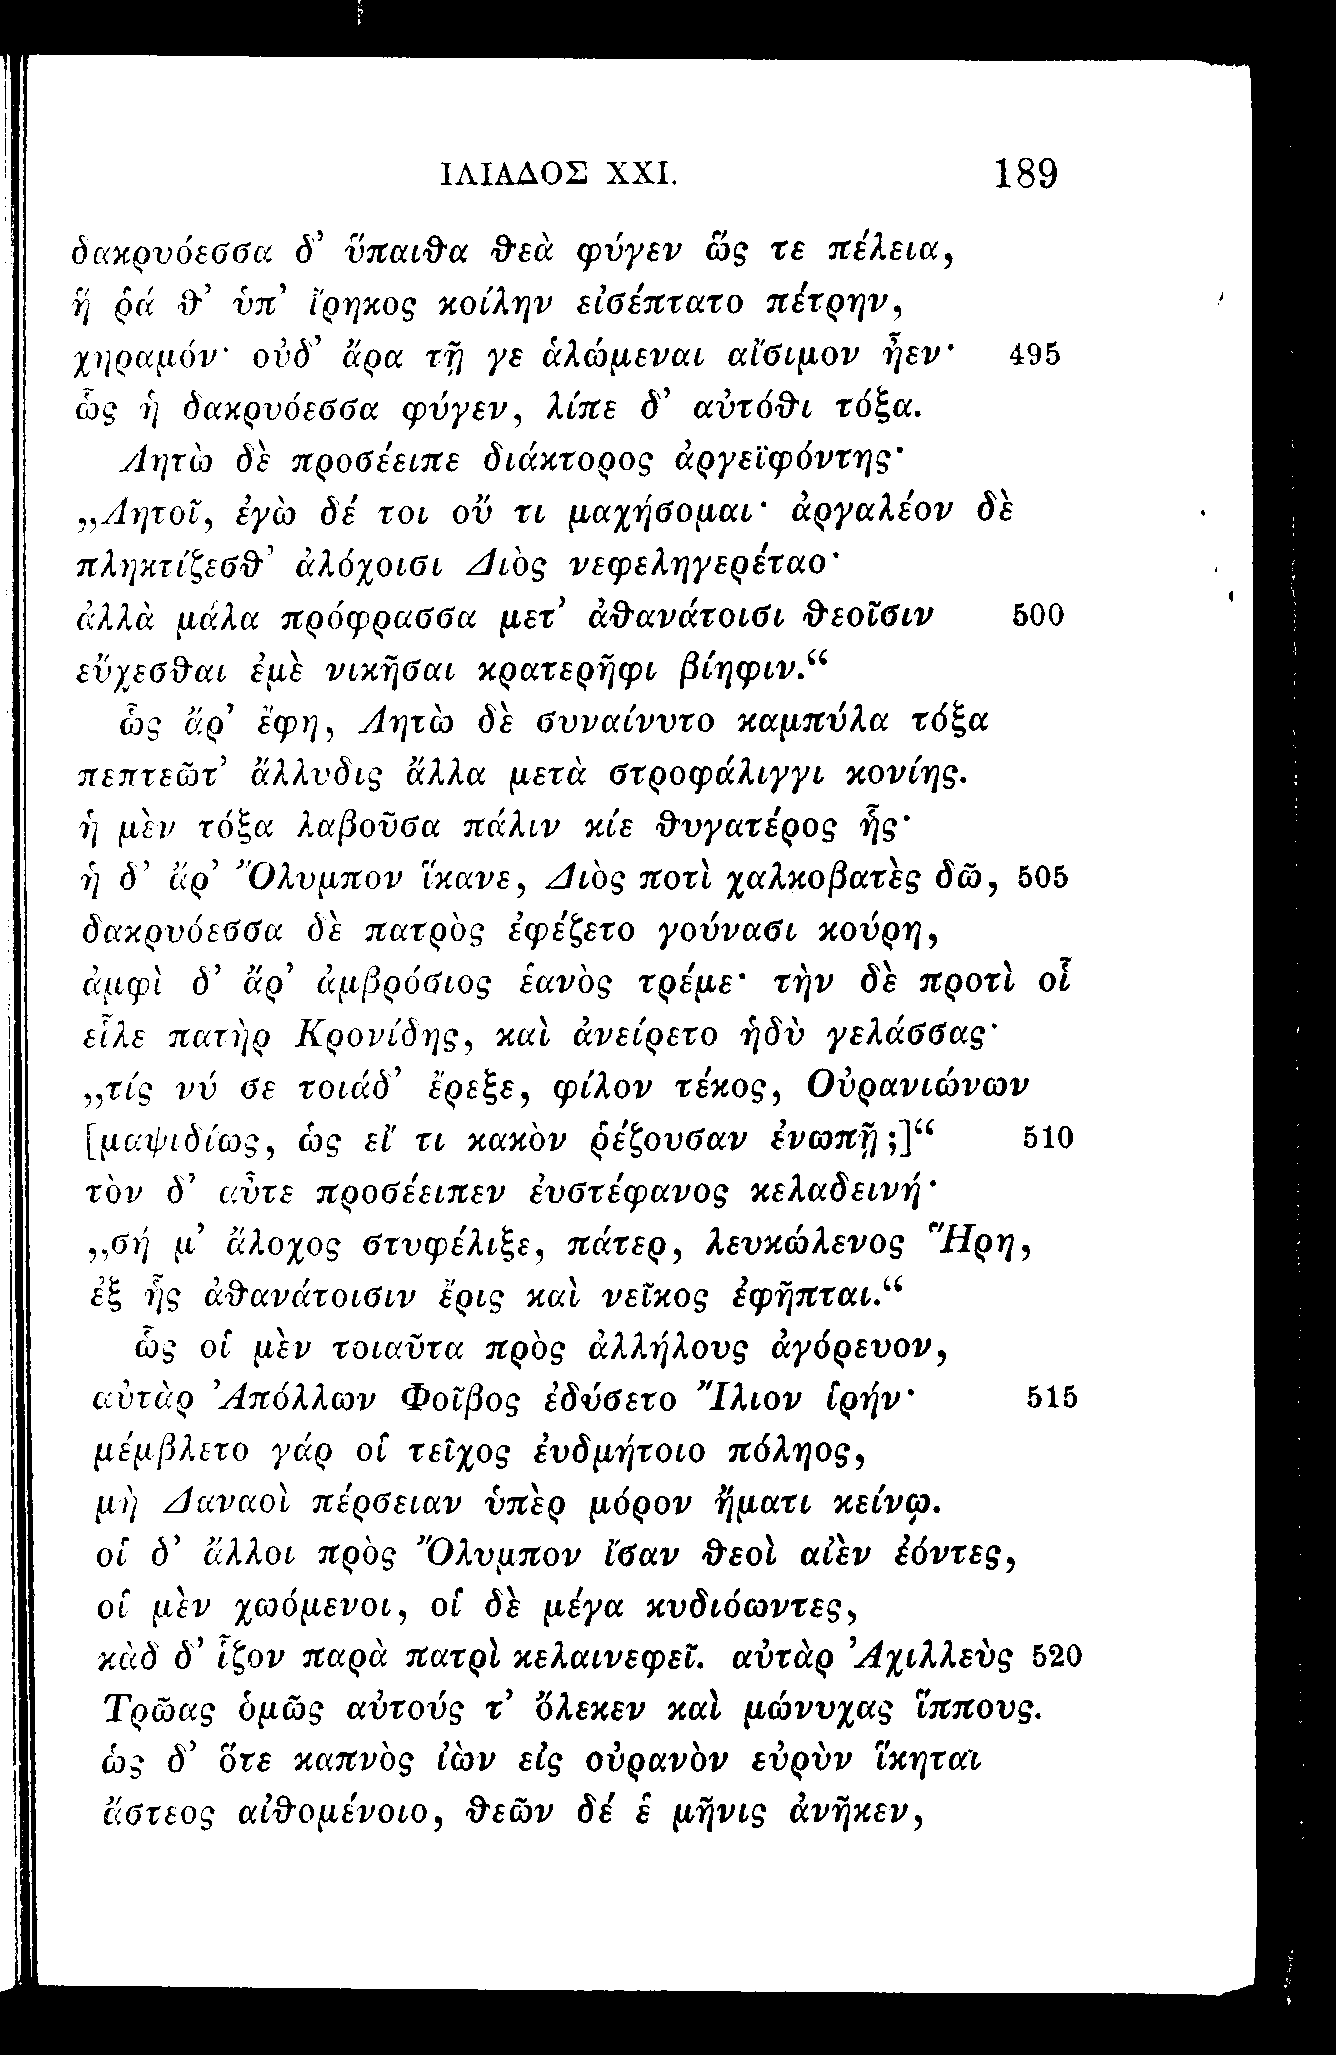 ΙΛΙΑΔΟΣ XXI. 189
δακρυόεσσα δ’ ὕπαιθα θεὰ φύγεν ὥς τε πέλεια,
ἥ ῥά θ’ ὑπ’ ἴρηκος κοίλην εἰσέπτατο πέτρην,
χηραμόν· οὐδ’ ἄρα τῇ γε ἁλώμεναι αἴσιμον ἦεν· 495
ὣς ἡ δακρυόεσσα φύγεν, λίπε δ’ αὐτόθι τόξα.
Λητὼ δὲ προσέειπε διάκτορος ἀργεϊφόντης·
„Λητοῖ, ἐγὼ δέ τοι οὔ τι μαχήσομαι· ἀργαλέον δὲ
πληκτίζεσθ’ ἀλόχοισι Διὸς νεφεληγερέταο·
ἀλλὰ μάλα πρόφρασσα μετ’ ἀθανάτοισι θεοῖσιν 500
εὔχεσθαι ἐμὲ νικῆσαι κρατερῆφι βίηφιν.“
ὣς ἄρ’ ἔφη, Λητὼ δὲ συναίνυτο καμπύλα τόξα
πεπτεῶτ’ ἄλλυδις ἄλλα μετὰ στροφάλιγγι κονίης.
ἡ μὲν τόξα λαβοῦσα πάλιν κίε θυγατέρος ἧς·
ἡ δ’ ἄρ’ Ὄλυμπον ἵκανε, Διὸς ποτὶ χαλκοβατὲς δῶ, 505
δακρυόεσσα δὲ πατρὸς ἐφέζετο γούνασι κούρη,
ἀμφὶ δ’ ἄρ’ ἀμβρόσιος ἑανὸς τρέμε· τὴν δὲ προτὶ οἷ
εἷλε πατὴρ Κρονίδης, καὶ ἀνείρετο ἡδὺ γελάσσας·
„τίς νύ σε τοιάδ’ ἔρεξε, φίλον τέκος, Οὐρανιώνων
[μαψιδίως, ὡς εἴ τι κακὸν ῥέζουσαν ἐνωπῇ;]“ 510
τὸν δ’ αὖτε προσέειπεν ἐυστέφανος κελαδεινή·
„σή μ’ ἄλοχος στυφέλιξε, πάτερ, λευκώλενος Ἥρη,
ἐξ ἧς ἀθανάτοισιν ἔρις καὶ νεῖκος ἐφῆπται.“
ὣς οἳ μὲν τοιαῦτα πρὸς ἀλλήλους ἀγόρευον,
αὐτὰρ Ἀπόλλων Φοῖβος ἐδύσετο Ἴλιον ἱρήν· 515
μέμβλετο γάρ οἱ τεῖχος ἐυδμήτοιο πόληος,
μὴ Δαναοὶ πέρσειαν ὑπὲρ μόρον ἤματι κείνῳ.
οἱ δ’ ἄλλοι πρὸς Ὄλυμπον ἴσαν θεοὶ αἰὲν ἐόντες,
οἱ μὲν χωόμενοι, οἱ δὲ μέγα κυδιόωντες,
κὰδ δ’ ἷζον παρὰ πατρὶ κελαινεφεῖ. αὐτὰρ Ἀχιλλεὺς 520
Τρῶας ὁμῶς αὐτούς τ’ ὄλεκεν καὶ μώνυχας ἵππους.
ὡς δ’ ὅτε καπνὸς ἰὼν εἰς οὐρανὸν εὐρὺν ἵκηται
ἄστεος αἰθομένοιο, θεῶν δέ ἑ μῆνις ἀνῆκεν,